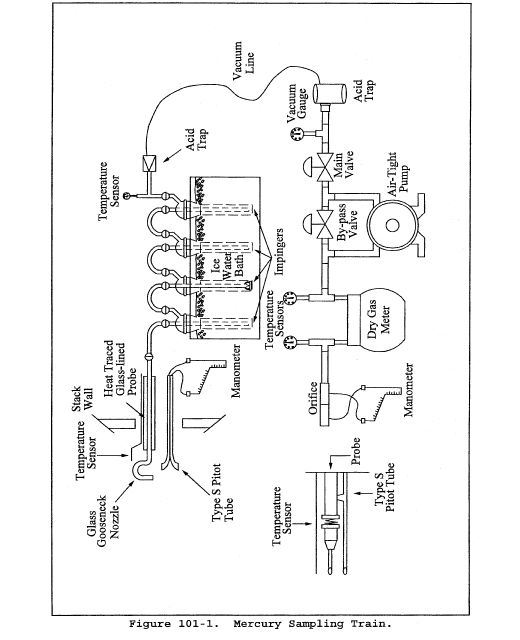 Vacuum
Line
Temperature
Sensor
Acid
Trap
Vacuum
Gauge
Acid
Trap
Main
Valve
Air-Tight
Pump
By-pass
Valve
Ice
Water
Bath
Impingers
Temperature
Sensors
Dry Gas
Meter
Heat Traced
Glass-lined
Probe
Stack
Wall
Temperature
Sensor
Glass
Gooseneck
Nozzle
Type S Pitot
Tube
Manometer
Orifice
Manometer
Temperature
Sensor
Probe
Type S
Pitot Tube
Figure 101-1. Mercury Sampling Train.